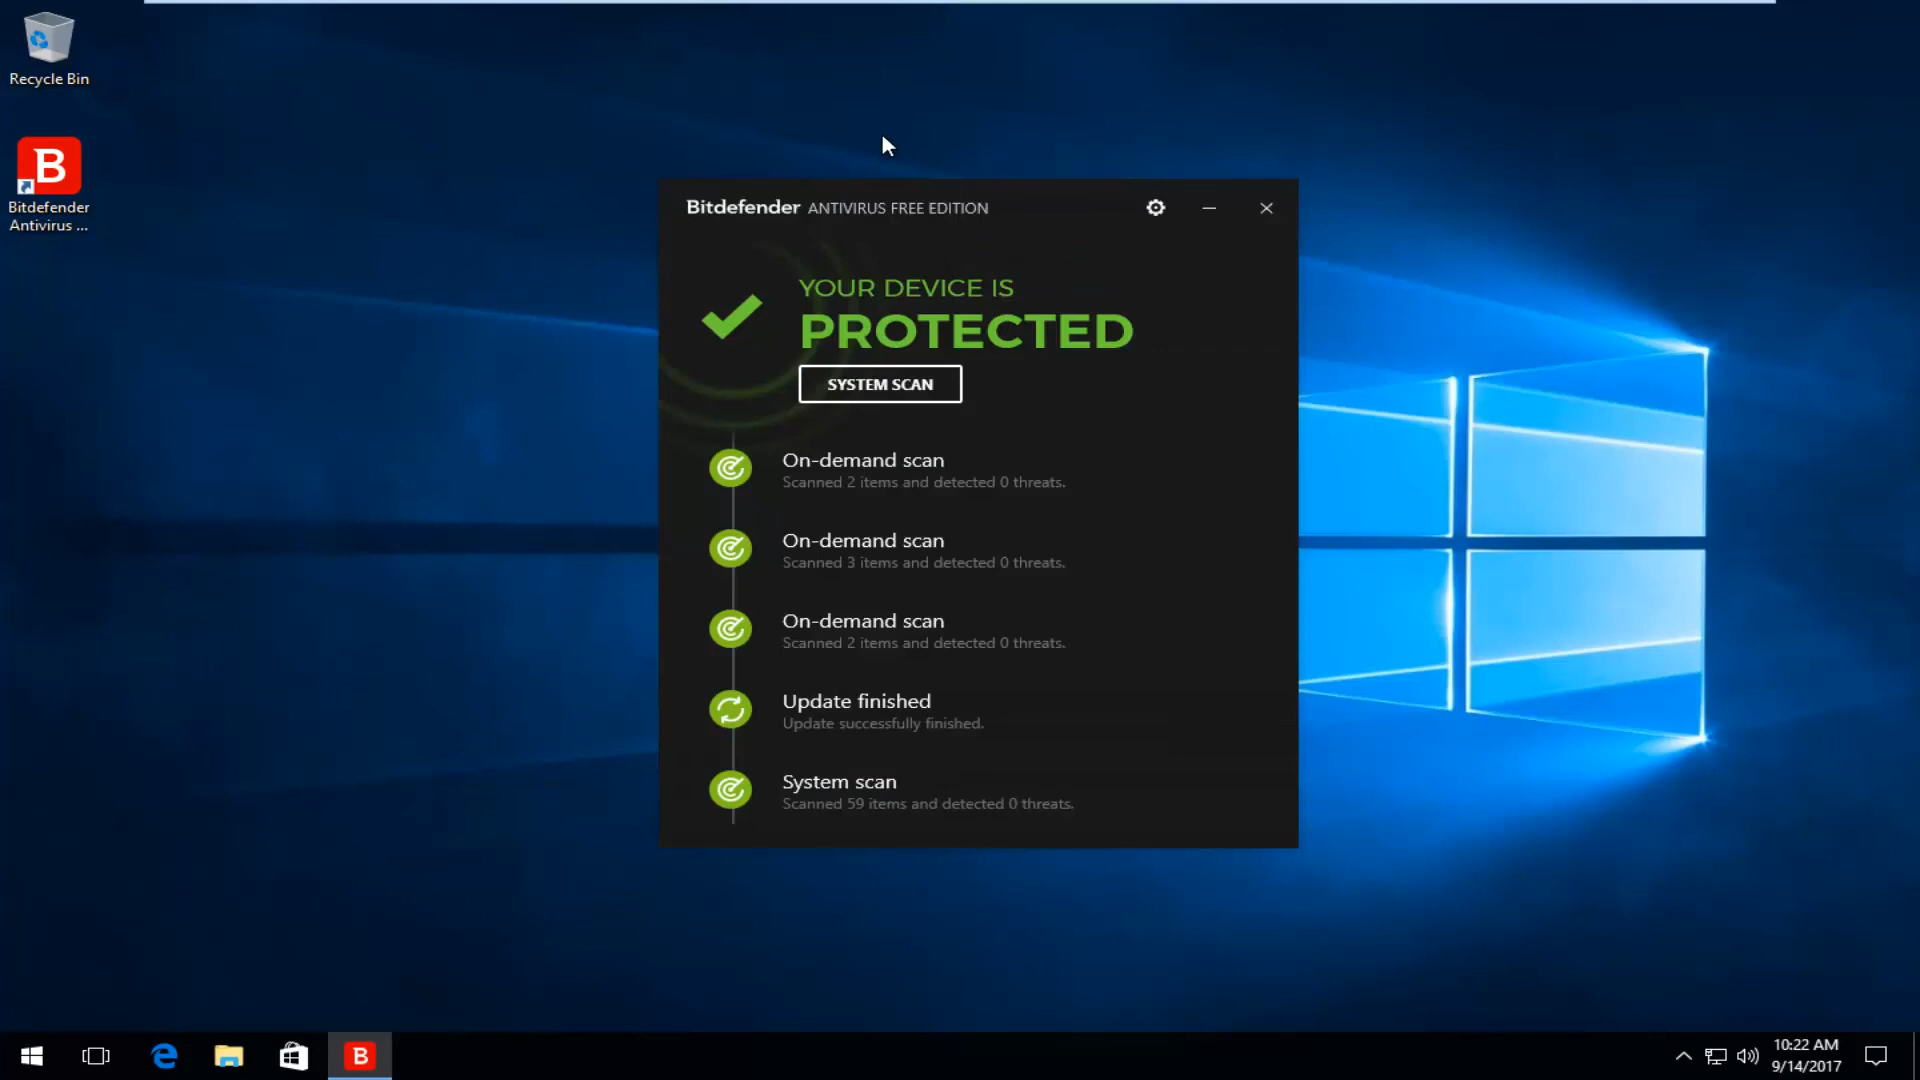 Recycle Bin
B
Bitdefender
Antivirus ...
Bitdefender ANTIVIRUS FREE EDITION
YOUR DEVICE IS
PROTECTED
SYSTEM SCAN
On-demand scan
Scanned 2 items and detected 0 threats.
On-demand scan
Scanned 3 items and detected 0 threats.
On-demand scan
Scanned 2 items and detected 0 threats.
Update finished
Update successfully finished.
System scan
Scanned 59 items and detected 0 threats.
B
10:22 AM
9/14/2017